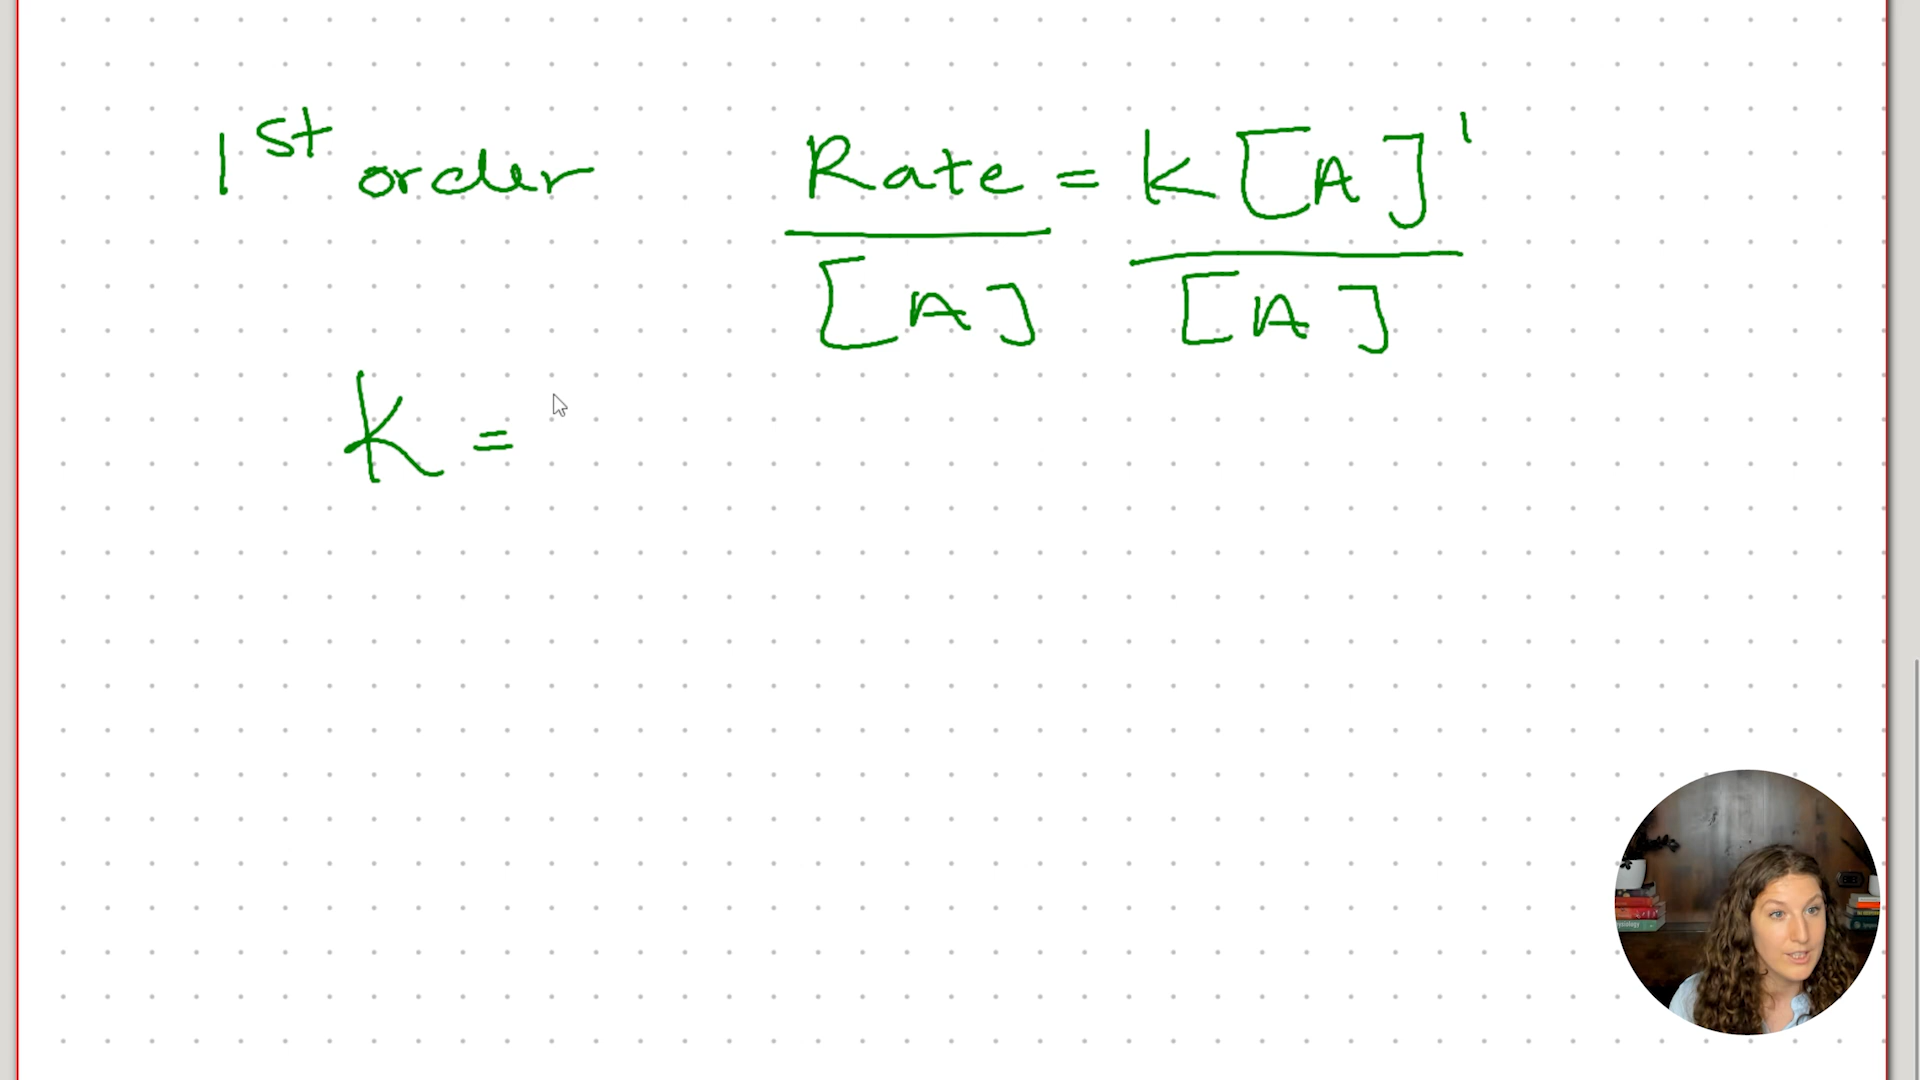 1st order Rate = k[A]¹
[A] [A]
K =